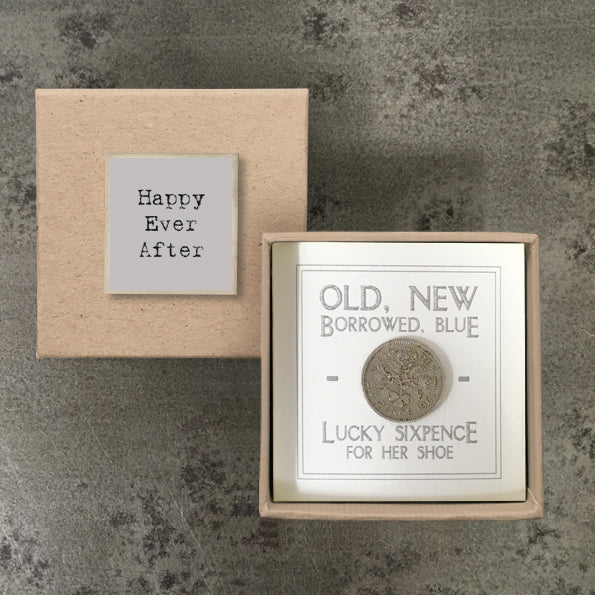 Happy
Ever
After
OLD, NEW
BORROWED, BLUE
- -
LUCKY SIXPENCE
FOR HER SHOE